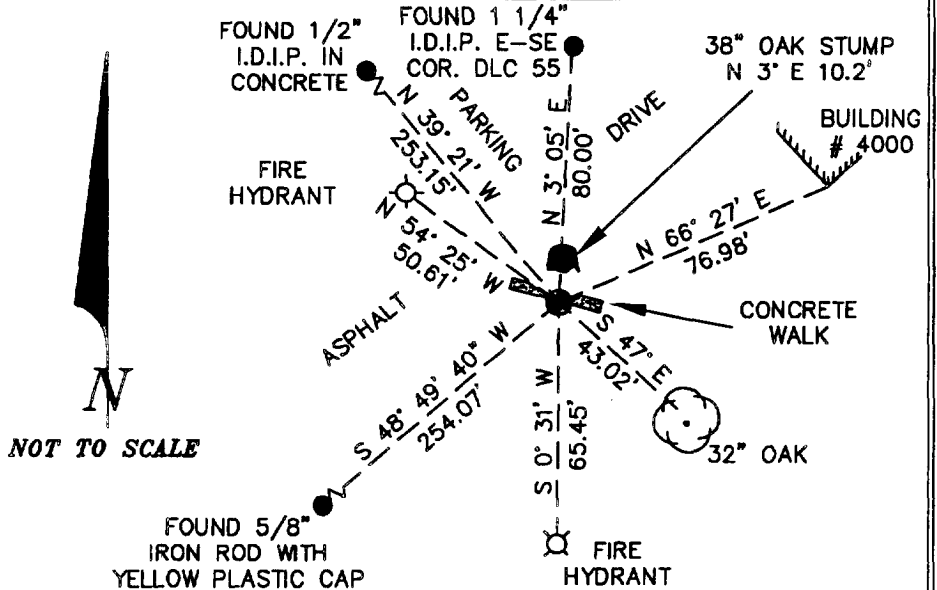 FOUND 1/2"
I.D.I.P. IN
CONCRETE
FOUND 1 1/4"
I.D.I.P. E-SE
COR. DLC 55
38" OAK STUMP
N 3° E 10.2'
BUILDING
# 4000
PARKING
DRIVE
N 39° 21' W
253.15'
N 3° 05' E
80.00'
FIRE
HYDRANT
N 54° 25' W
50.61'
N 66° 27' E
76.98'
ASPHALT
CONCRETE
WALK
S 47° E
43.02'
S 48° 49' 40" W
254.07'
S 0° 31' W
65.45'
N
NOT TO SCALE
32" OAK
FOUND 5/8"
IRON ROD WITH
YELLOW PLASTIC CAP
FIRE
HYDRANT